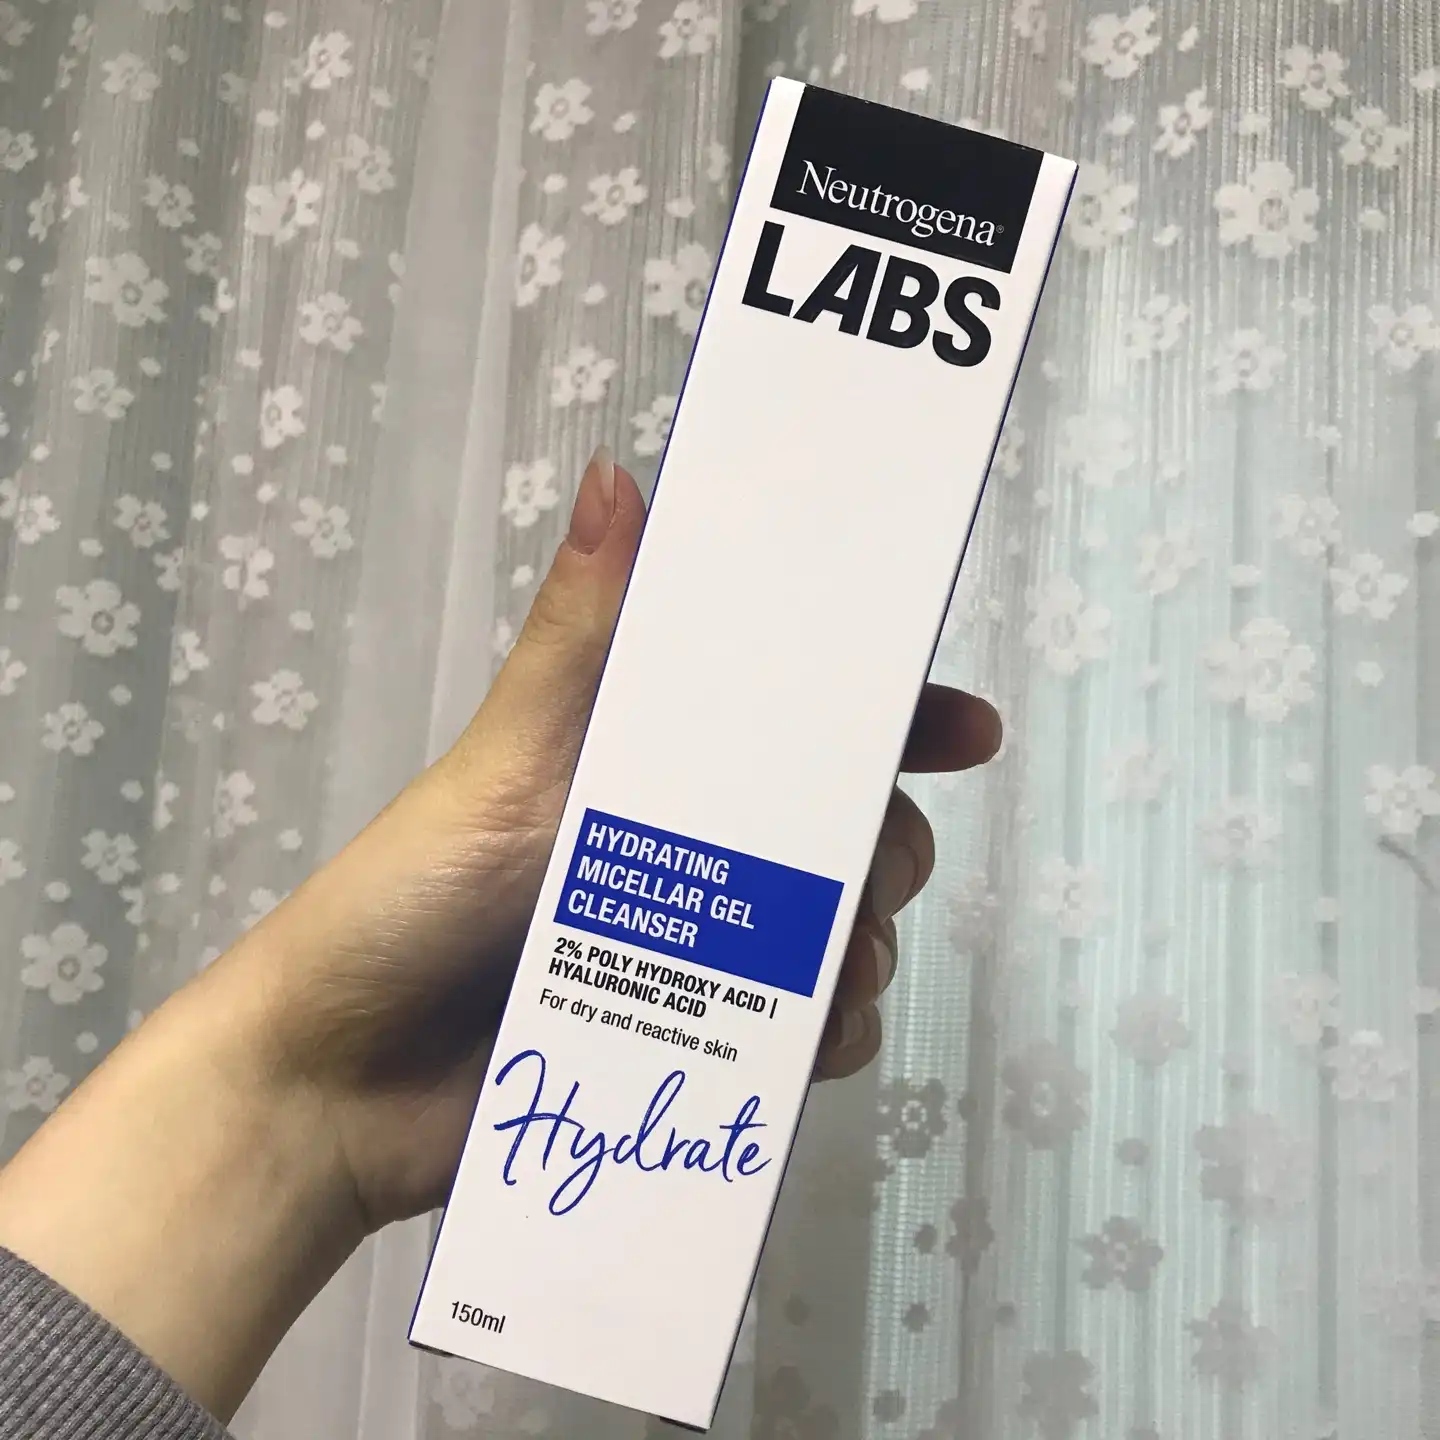 Neutrogena®
LABS
HYDRATING
MICELLAR GEL
CLEANSER
2% POLY HYDROXY ACID |
HYALURONIC ACID
For dry and reactive skin
Hydrate
150ml